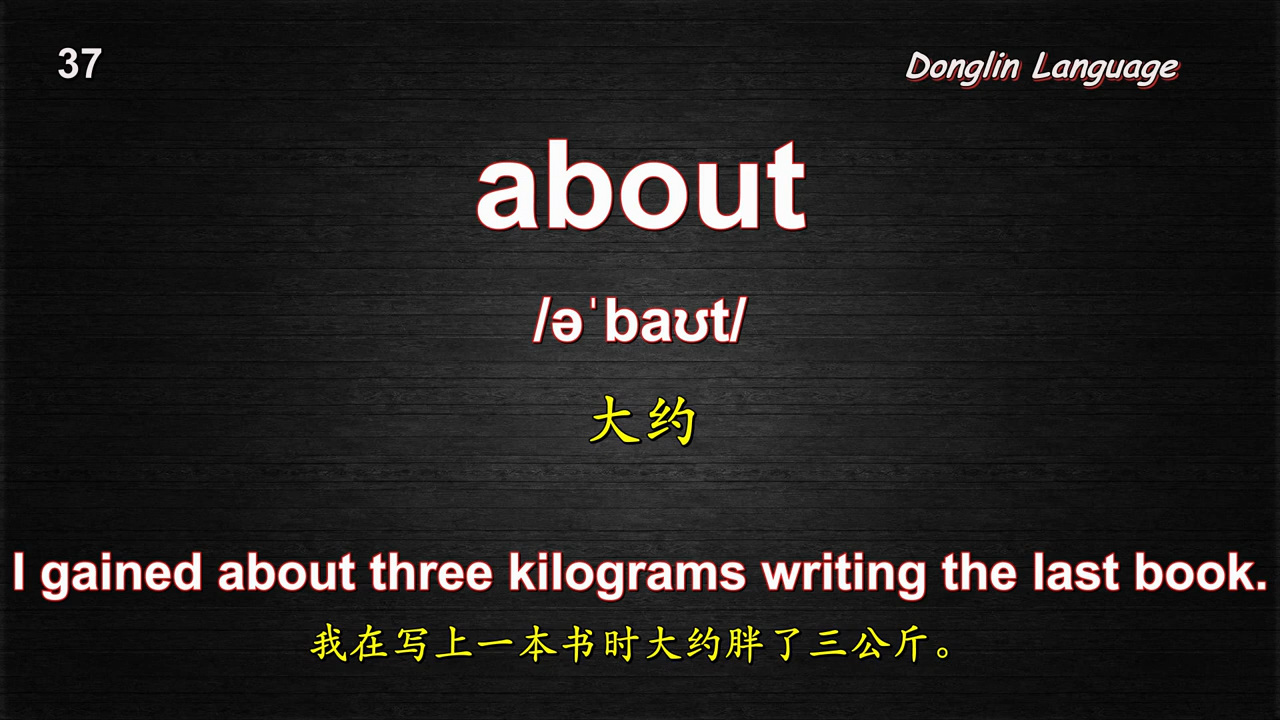 37
Donglin Language
about
/əˈbaʊt/
大约
I gained about three kilograms writing the last book.
我在写上一本书时大约胖了三公斤。